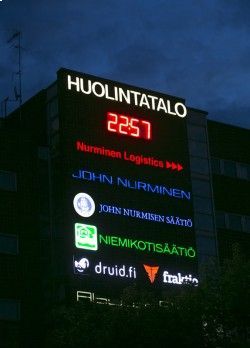 HUOLINTATALO
22:57
Nurminen Logistics ▸▸▸
JOHN NURMINEN
JOHN NURMISEN SÄÄTIÖ
NIEMIKOTISÄÄTIÖ
druid.fi fraktio